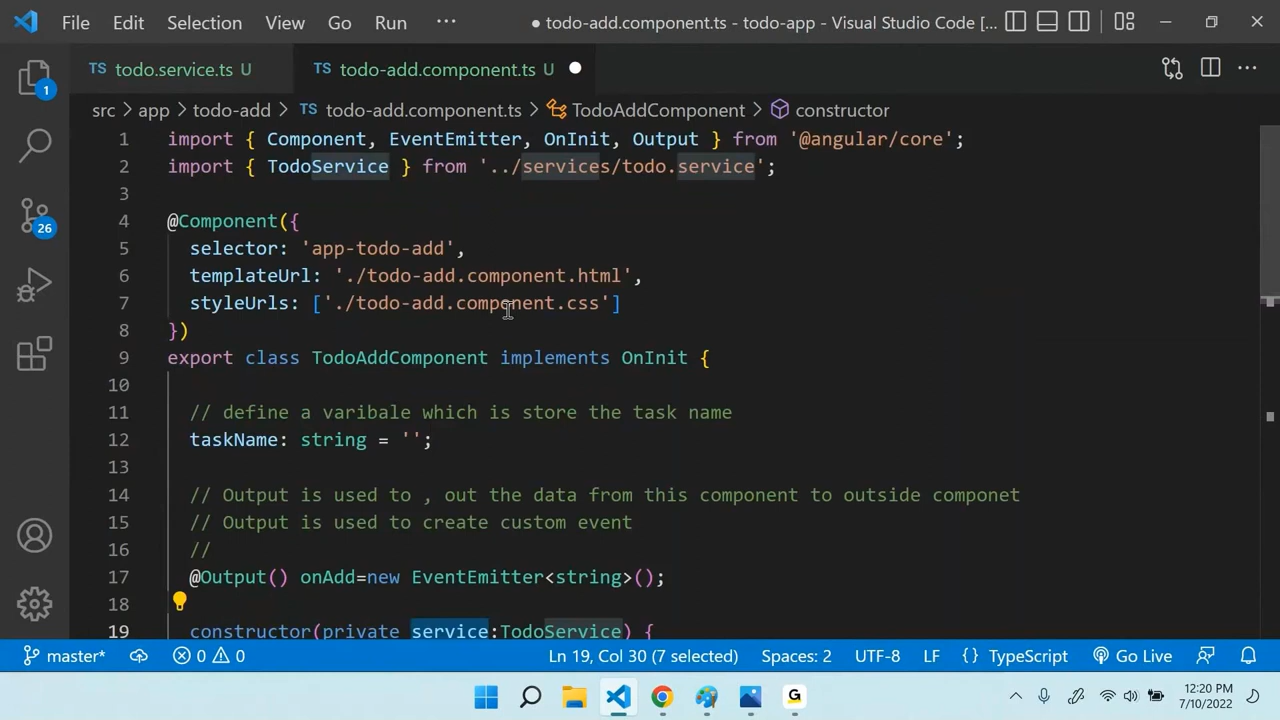 File Edit Selection View Go Run ··· ● todo-add.component.ts - todo-app - Visual Studio Code [...
TS todo.service.ts U TS todo-add.component.ts U ● ···
src > app > todo-add > TS todo-add.component.ts > TodoAddComponent > constructor
1 import { Component, EventEmitter, OnInit, Output } from '@angular/core';
2 import { TodoService } from '../services/todo.service';
3
4 @Component({
5 selector: 'app-todo-add',
6 templateUrl: './todo-add.component.html',
7 styleUrls: ['./todo-add.component.css']
8 })
9 export class TodoAddComponent implements OnInit {
10
11 // define a varibale which is store the task name
12 taskName: string = '';
13
14 // Output is used to , out the data from this component to outside componet
15 // Output is used to create custom event
16 //
17 @Output() onAdd=new EventEmitter<string>();
18
19 constructor(private service:TodoService) {
1
26
master* 0 0 Ln 19, Col 30 (7 selected) Spaces: 2 UTF-8 LF {} TypeScript Go Live
G
12:20 PM
7/10/2022